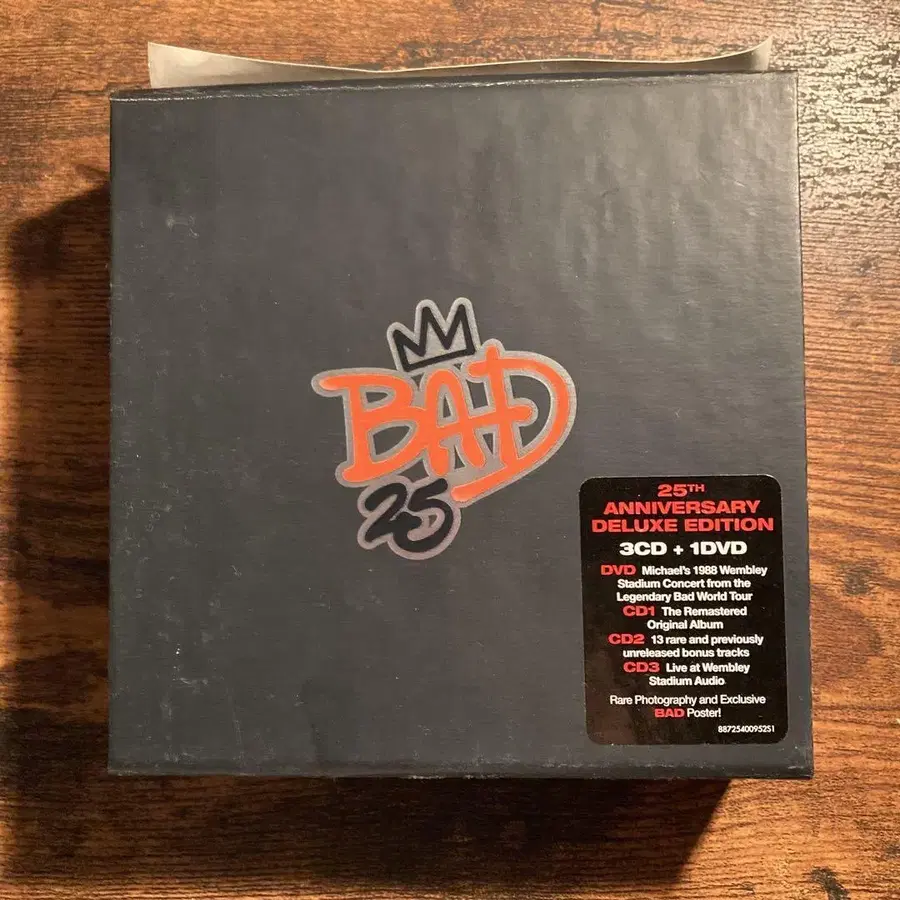 BAD
25
25TH
ANNIVERSARY
DELUXE EDITION
3CD + 1DVD
DVD Michael's 1988 Wembley
Stadium Concert from the
Legendary Bad World Tour
CD1 The Remastered
Original Album
CD2 13 rare and previously
unreleased bonus tracks
CD3 Live at Wembley
Stadium Audio
Rare Photography and Exclusive
BAD Poster!
88725400952S1